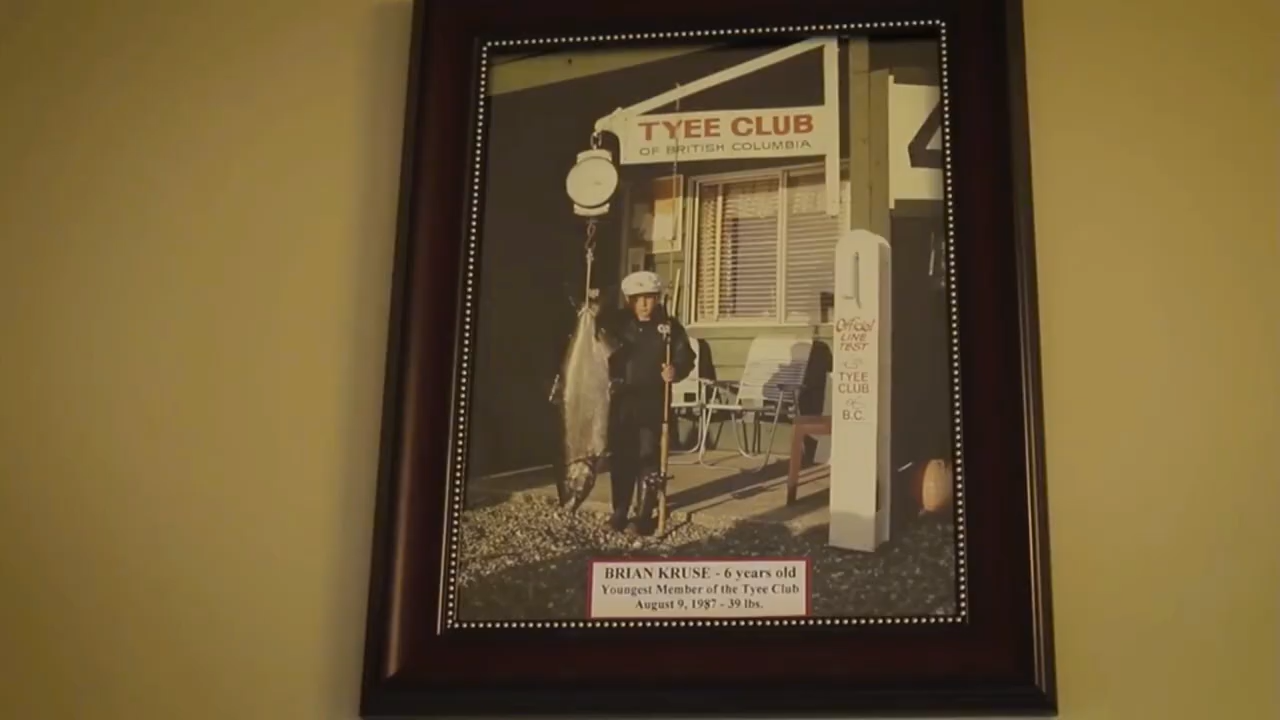 TYEE CLUB
OF BRITISH COLUMBIA
4
Official
LINE
TEST
TYEE
CLUB
of
B.C.
BRIAN KRUSE - 6 years old
Youngest Member of the Tyee Club
August 9, 1987 - 39 lbs.